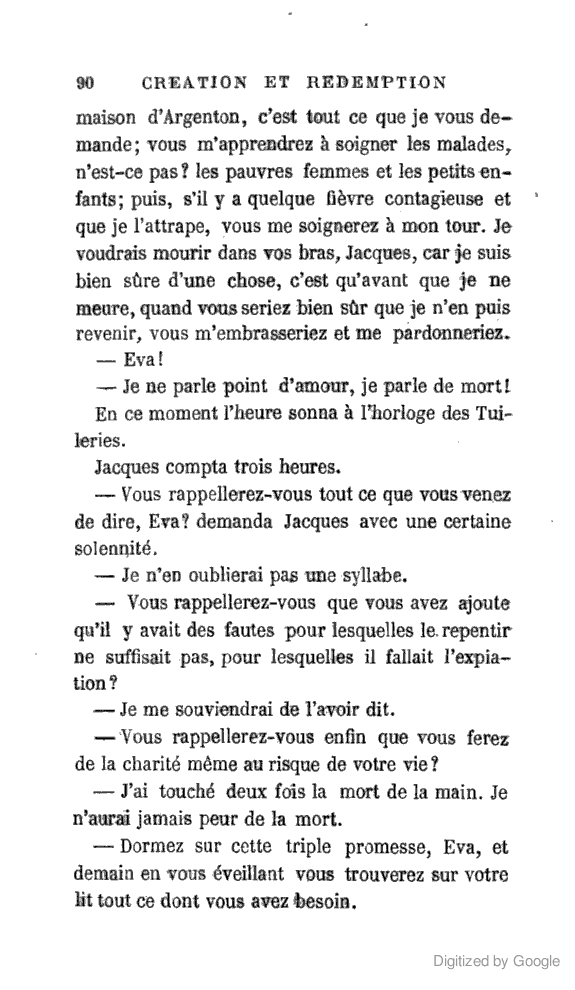 90 CREATION ET REDEMPTION
maison d'Argenton, c'est tout ce que je vous de-
mande; vous m'apprendrez à soigner les malades,
n'est-ce pas? les pauvres femmes et les petits en-
fants; puis, s'il y a quelque fièvre contagieuse et
que je l'attrape, vous me soignerez à mon tour. Je
voudrais mourir dans vos bras, Jacques, car je suis
bien sûre d'une chose, c'est qu'avant que je ne
meure, quand vous seriez bien sûr que je n'en puis
revenir, vous m'embrasseriez et me pardonneriez.
— Eva!
— Je ne parle point d'amour, je parle de mort!
En ce moment l'heure sonna à l'horloge des Tui-
leries.
Jacques compta trois heures.
— Vous rappellerez-vous tout ce que vous venez
de dire, Eva? demanda Jacques avec une certaine
solennité.
— Je n'en oublierai pas une syllabe.
— Vous rappellerez-vous que vous avez ajoute
qu'il y avait des fautes pour lesquelles le repentir
ne suffisait pas, pour lesquelles il fallait l'expia-
tion?
— Je me souviendrai de l'avoir dit.
— Vous rappellerez-vous enfin que vous ferez
de la charité même au risque de votre vie?
— J'ai touché deux fois la mort de la main. Je
n'aurai jamais peur de la mort.
— Dormez sur cette triple promesse, Eva, et
demain en vous éveillant vous trouverez sur votre
lit tout ce dont vous avez besoin.
Digitized by Google